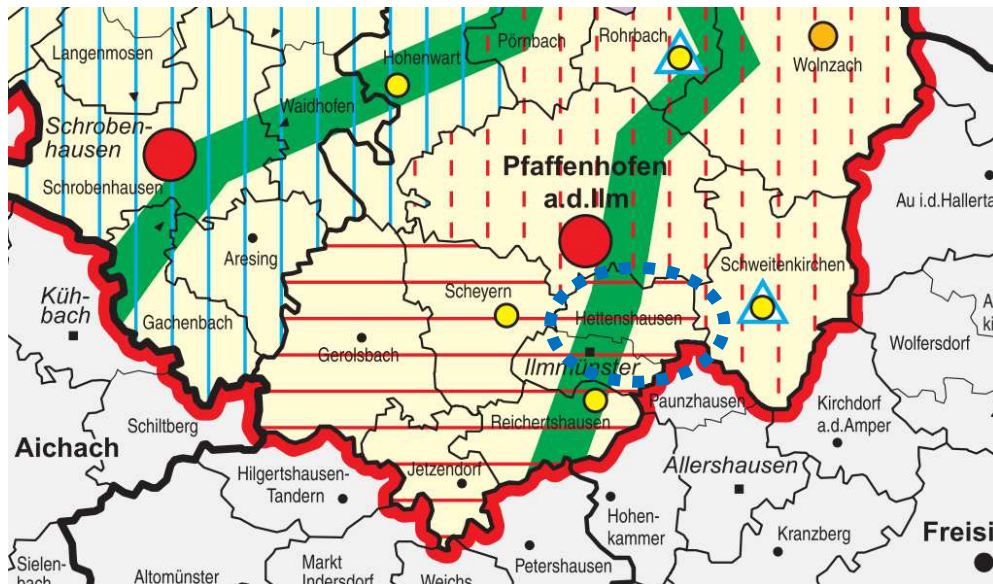 Langenmosen
Hohenwart
Pörnbach
Rohrbach
Wolnzach
Waidhofen
Schroben-
hausen
Schrobenhausen
Pfaffenhofen
a.d.Ilm
Au i.d.Hallerta
Aresing
Schweitenkirchen
Küh-
bach
Scheyern
Gachenbach
Hettenshausen
Gerolsbach
Ilmmünster
Wolfersdorf
Reichertshausen
Paunzhausen
Kirchdorf
a.d.Amper
Schiltberg
Aichach
Jetzendorf
Allershausen
Hilgertshausen-
Tandern
Hohen-
kammer
Kranzberg
Freisi
Sielen-
bach
Altomünster
Markt
Indersdorf
Weichs
Petershausen